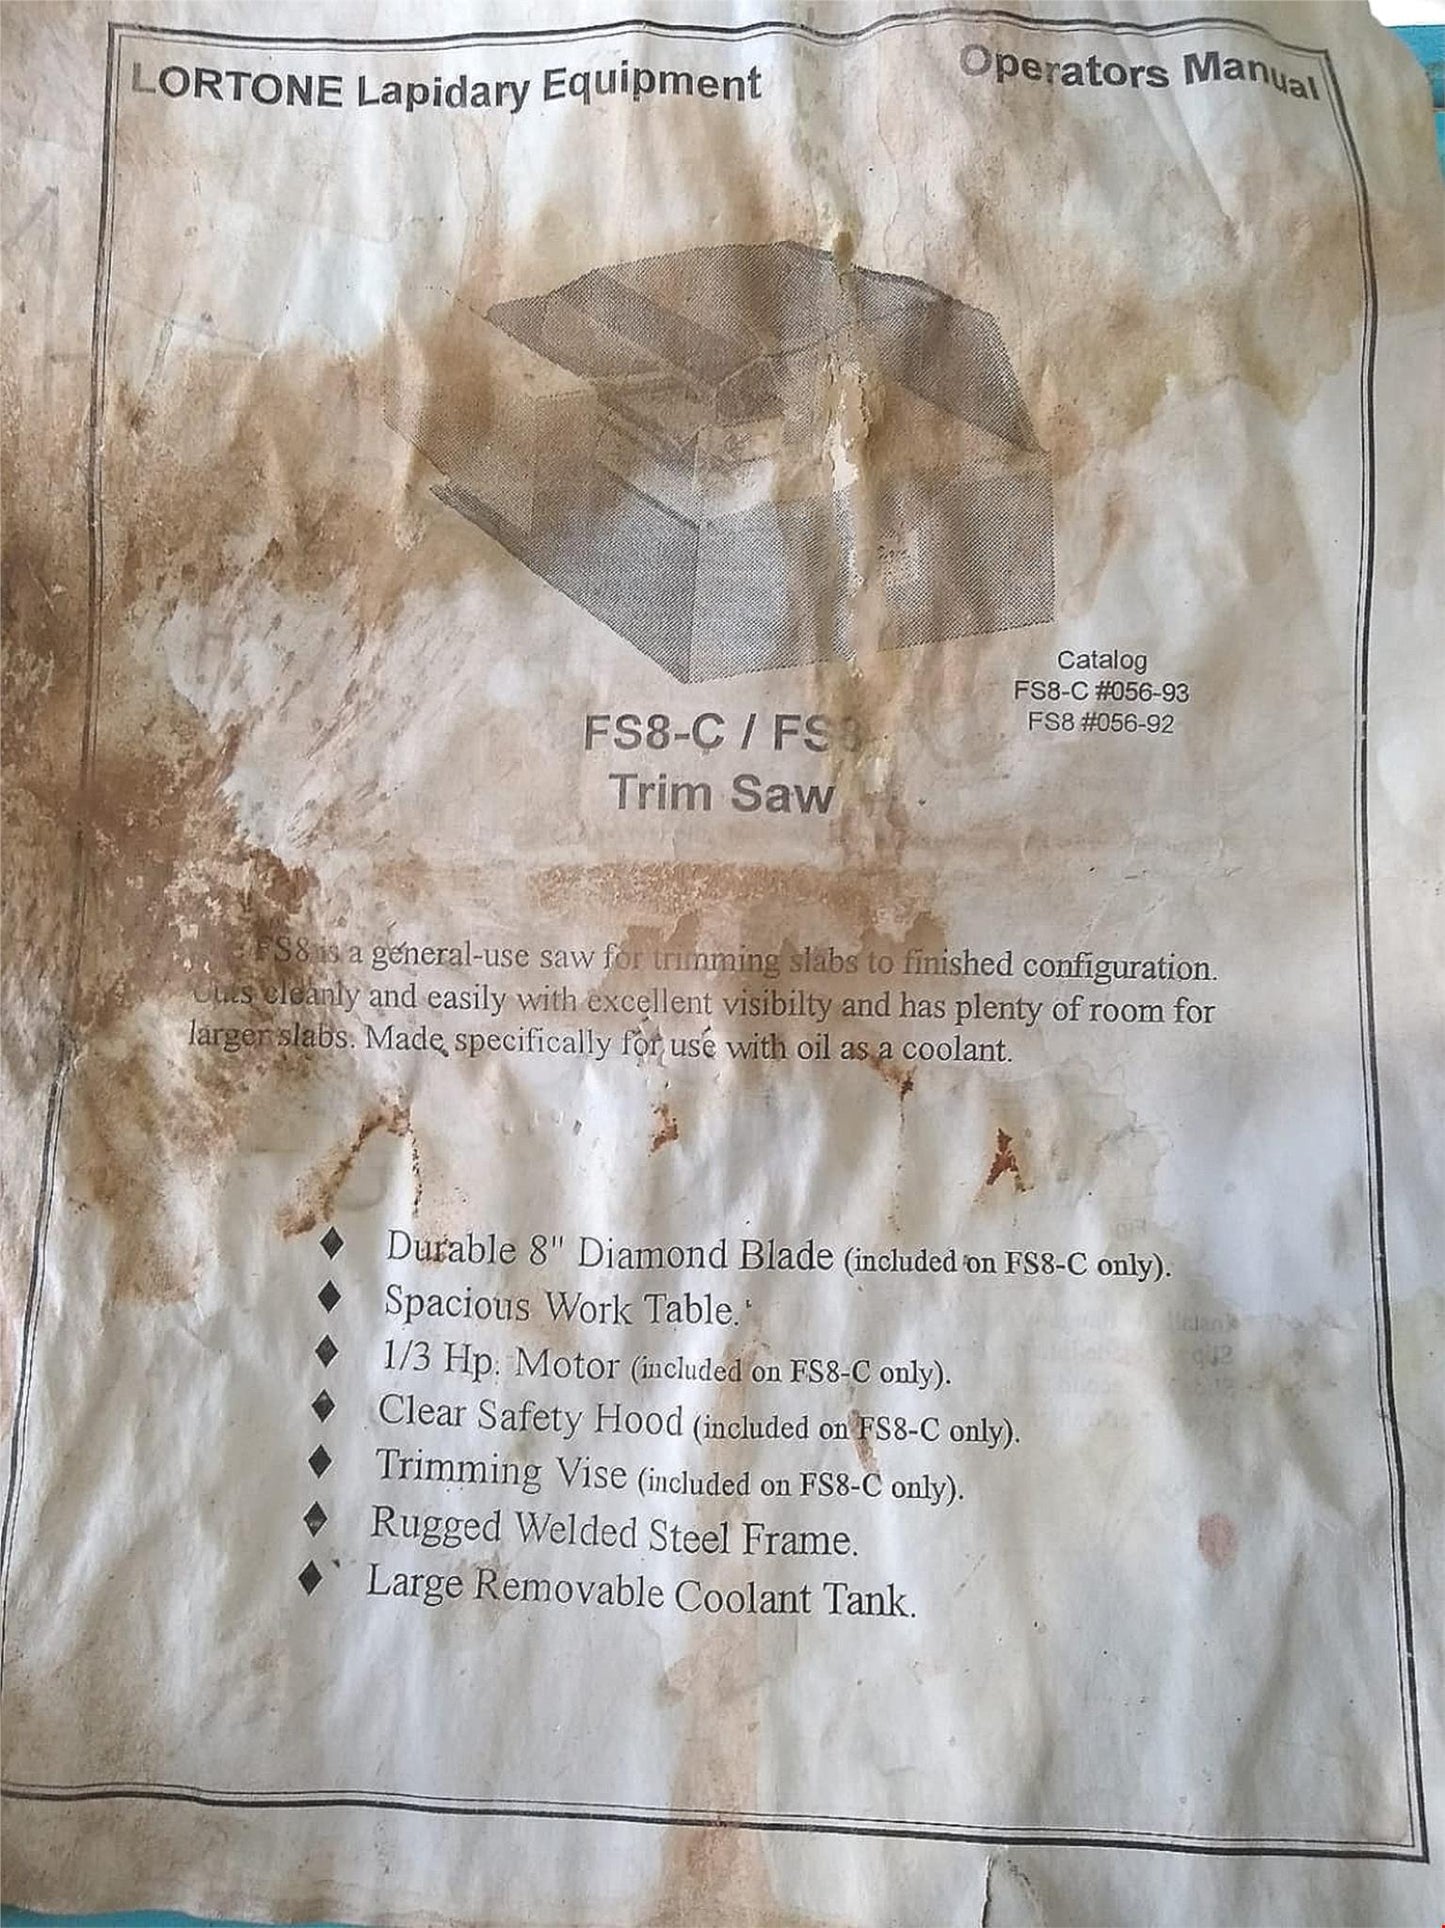 LORTONE Lapidary Equipment
Operators Manual
Catalog
FS8-C #056-93
FS8 #056-92
FS8-C / FS8
Trim Saw
FS8 is a general-use saw for trimming slabs to finished configuration.
Cuts cleanly and easily with excellent visibilty and has plenty of room for
larger slabs. Made specifically for use with oil as a coolant.
♦ Durable 8" Diamond Blade (included on FS8-C only).
♦ Spacious Work Table.
♦ 1/3 Hp. Motor (included on FS8-C only).
♦ Clear Safety Hood (included on FS8-C only).
♦ Trimming Vise (included on FS8-C only).
♦ Rugged Welded Steel Frame.
♦ Large Removable Coolant Tank.